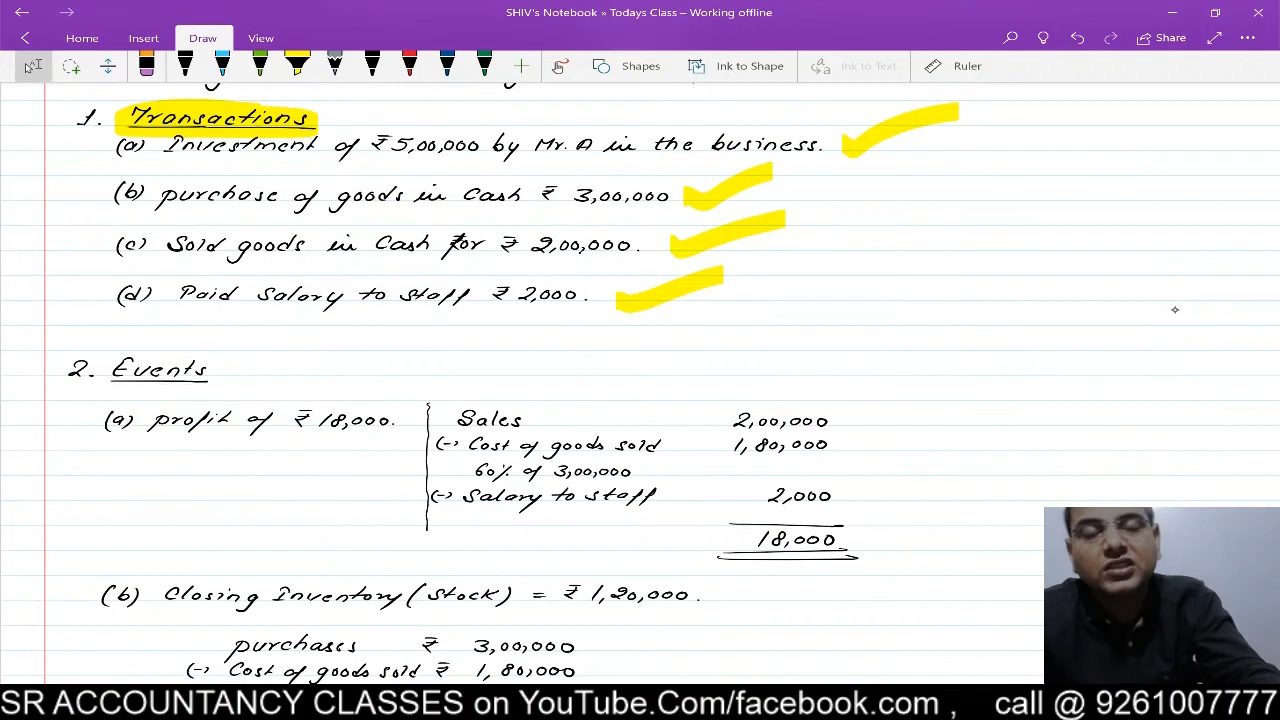 SHIV's Notebook » Todays Class – Working offline
Home Insert Draw View Share
Shapes Ink to Shape Ink to Text Ruler
1. Transactions
(a) Investment of ₹5,00,000 by Mr. A in the business.
(b) purchase of goods in Cash ₹ 3,00,000
(c) Sold goods in Cash for ₹ 2,00,000.
(d) Paid Salary to Staff ₹ 2,000.
2. Events
(a) profit of ₹ 18,000. Sales 2,00,000
(-) Cost of goods sold 1,80,000
60% of 3,00,000
(-) Salary to staff 2,000
18,000
(b) Closing Inventory (Stock) = ₹ 1,20,000.
purchases ₹ 3,00,000
(-) Cost of goods sold ₹ 1,80,000
SR ACCOUNTANCY CLASSES on YouTube.Com/facebook.com , call @ 9261007777